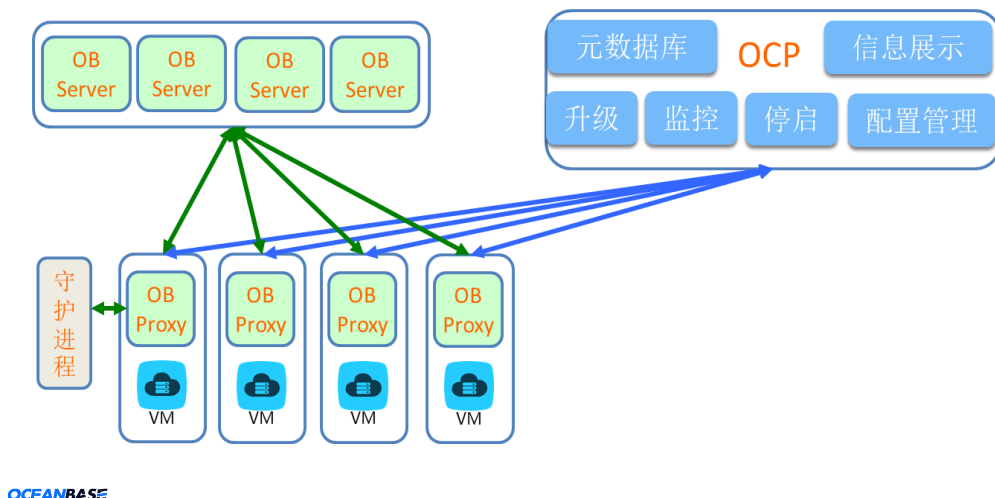 OB
Server
OB
Server
OB
Server
OB
Server
元数据库
OCP
信息展示
升级
监控
停启
配置管理
守
护
进
程
OB
Proxy
VM
OB
Proxy
VM
OB
Proxy
VM
OB
Proxy
VM
OCEANBASE